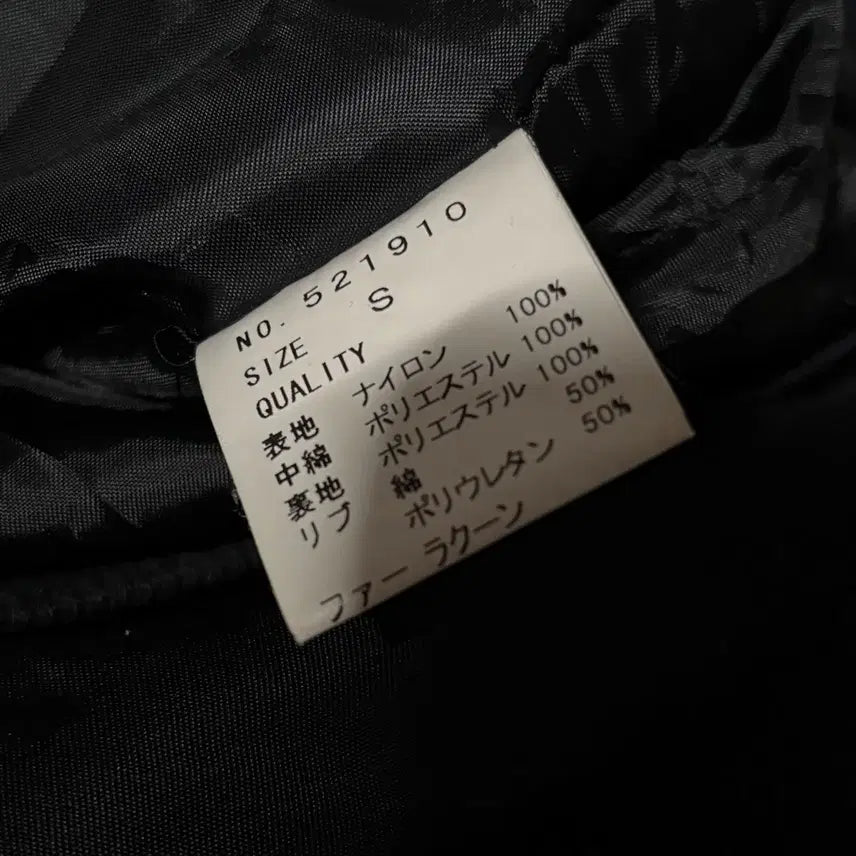 NO. 521910
SIZE S
QUALITY
表地 ナイロン 100%
中綿 ポリエステル 100%
裏地 ポリエステル 100%
リブ 綿 50%
ポリウレタン 50%
ファー ラクーン